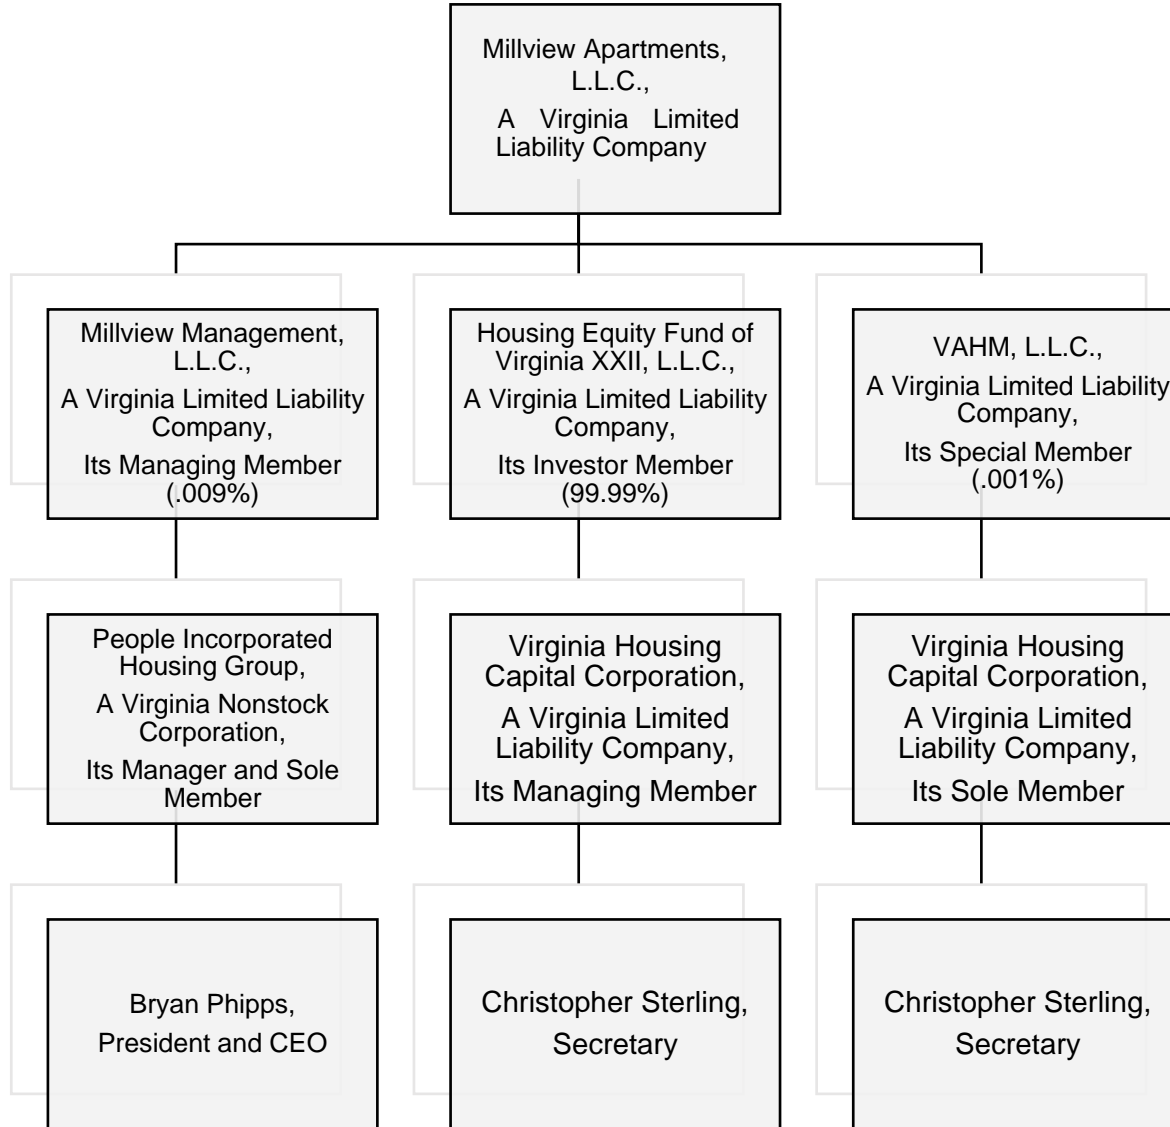 Millview Apartments,
L.L.C.,
A Virginia Limited
Liability Company
Millview Management,
L.L.C.,
A Virginia Limited Liability
Company,
Its Managing Member
(.009%)
Housing Equity Fund of
Virginia XXII, L.L.C.,
A Virginia Limited Liability
Company,
Its Investor Member
(99.99%)
VAHM, L.L.C.,
A Virginia Limited Liability
Company,
Its Special Member
(.001%)
People Incorporated
Housing Group,
A Virginia Nonstock
Corporation,
Its Manager and Sole
Member
Virginia Housing
Capital Corporation,
A Virginia Limited
Liability Company,
Its Managing Member
Virginia Housing
Capital Corporation,
A Virginia Limited
Liability Company,
Its Sole Member
Bryan Phipps,
President and CEO
Christopher Sterling,
Secretary
Christopher Sterling,
Secretary